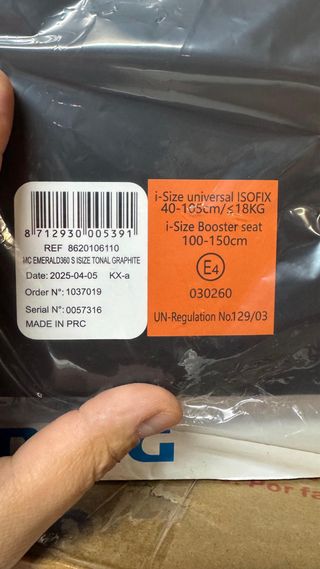 8 712930 005391
REF 8620106110
MC EMERALD360 S ISIZE TONAL GRAPHITE
Date: 2025-04-05 KX-a
Order N°: 1037019
Serial N°: 0057316
MADE IN PRC
i-Size universal ISOFIX
40-105cm/≤18KG
i-Size Booster seat
100-150cm
E4
030260
UN-Regulation No.129/03
Por fa